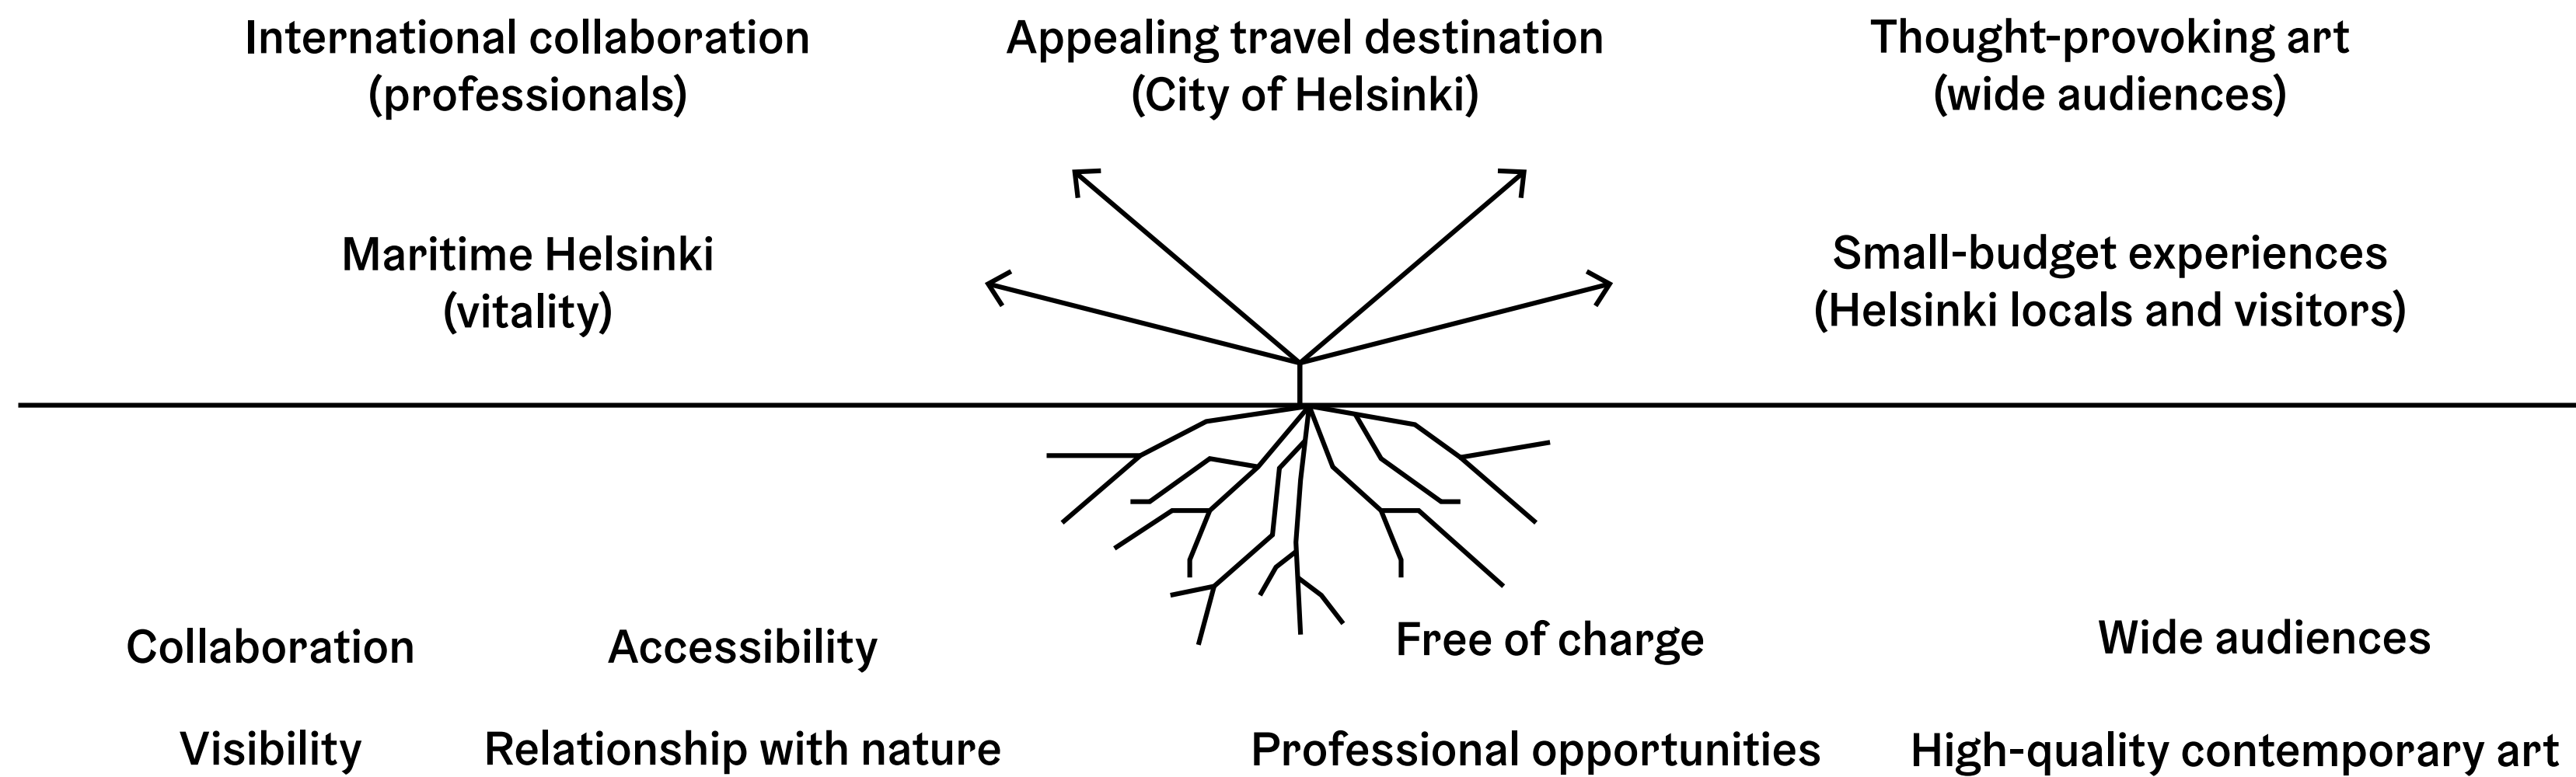 International collaboration
(professionals)
Appealing travel destination
(City of Helsinki)
Thought-provoking art
(wide audiences)
Maritime Helsinki
(vitality)
Small-budget experiences
(Helsinki locals and visitors)
Collaboration
Accessibility
Free of charge
Wide audiences
Visibility
Relationship with nature
Professional opportunities
High-quality contemporary art